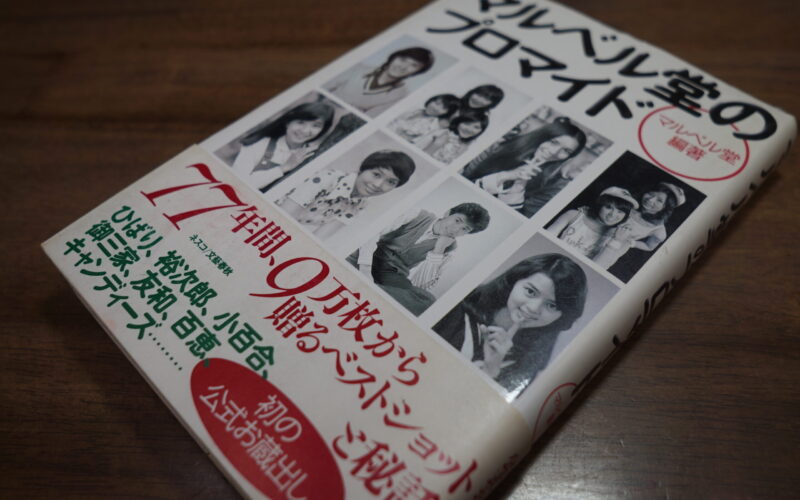 マルベル堂の
プロマイド
マルベル堂
編著
77年間、9万枚から
贈るベストショットと秘話
ネスコ/文藝春秋
ひばり、裕次郎、小百合、
御三家、友和、百恵、
キャンディーズ………
初の
公式お蔵出し